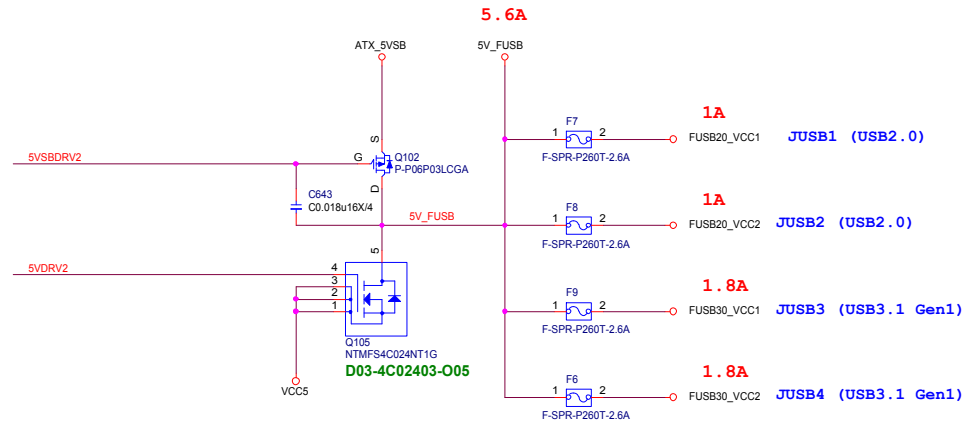 5.6A
ATX_5VSB
5V_FUSB
S
5VSBDRV2
G
Q102
P-P06P03LCGA
D
C643
C0.018u16X/4
5V_FUSB
5
5VDRV2
4
3
2
1
Q105
NTMFS4C024NT1G
D03-4C02403-O05
VCC5
F7
1
2
F-SPR-P260T-2.6A
1A
FUSB20_VCC1
JUSB1 (USB2.0)
F8
1
2
F-SPR-P260T-2.6A
1A
FUSB20_VCC2
JUSB2 (USB2.0)
F9
1
2
F-SPR-P260T-2.6A
1.8A
FUSB30_VCC1
JUSB3 (USB3.1 Gen1)
F6
1
2
F-SPR-P260T-2.6A
1.8A
FUSB30_VCC2
JUSB4 (USB3.1 Gen1)